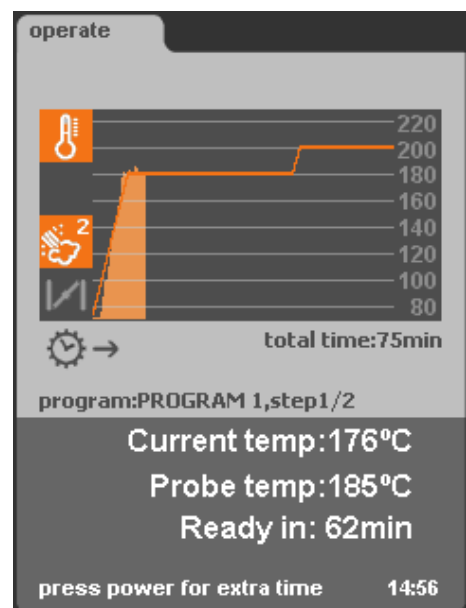 operate
220
200
180
160
2
140
120
100
80
total time:75min
program:PROGRAM 1,step1/2
Current temp:176ºC
Probe temp:185ºC
Ready in: 62min
press power for extra time 14:56